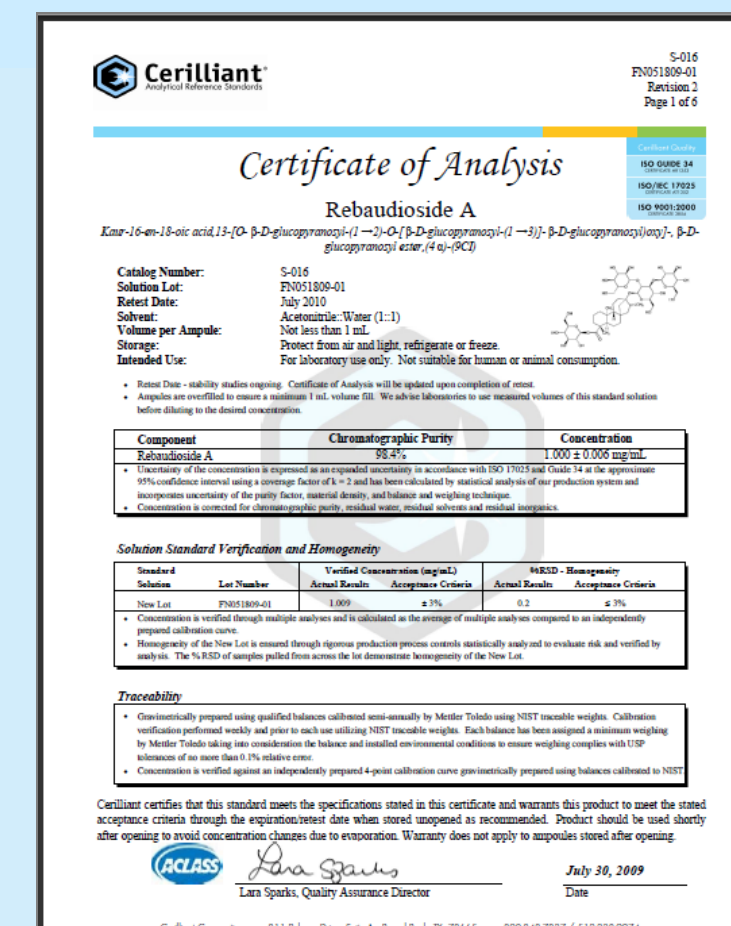 Cerilliant
Analytical Reference Standards
S-016
FN051809-01
Revision 2
Page 1 of 6
Cerilliant Quality
ISO GUIDE 34
ISO/IEC 17025
ISO 9001:2000
Certificate of Analysis
Rebaudioside A
Kaur-16-en-18-oic acid,13-[O- β-D-glucopyranosyl-(1→2)-O-[β-D-glucopyranosyl-(1→3)]- β-D-glucopyranosyl)oxy]-, β-D-
glucopyranosyl ester,(4 α)-(9CI)
Catalog Number: S-016
Solution Lot: FN051809-01
Retest Date: July 2010
Solvent: Acetonitrile::Water (1::1)
Volume per Ampule: Not less than 1 mL
Storage: Protect from air and light, refrigerate or freeze.
Intended Use: For laboratory use only. Not suitable for human or animal consumption.
• Retest Date - stability studies ongoing. Certificate of Analysis will be updated upon completion of retest.
• Ampules are overfilled to ensure a minimum 1 mL volume fill. We advise laboratories to use measured volumes of this standard solution
before diluting to the desired concentration.
Component Chromatographic Purity Concentration
Rebaudioside A 98.4% 1.000 ± 0.006 mg/mL
• Uncertainty of the concentration is expressed as an expanded uncertainty in accordance with ISO 17025 and Guide 34 at the approximate
95% confidence interval using a coverage factor of k = 2 and has been calculated by statistical analysis of our production system and
incorporates uncertainty of the purity factor, material density, and balance and weighing technique.
• Concentration is corrected for chromatographic purity, residual water, residual solvents and residual inorganics.
Solution Standard Verification and Homogeneity
Standard Verified Concentration (mg/mL) %RSD - Homogeneity
Solution Lot Number Actual Results Acceptance Crtieria Actual Results Acceptance Crtieria
New Lot FN051809-01 1.009 ± 3% 0.2 ≤ 3%
• Concentration is verified through multiple analyses and is calculated as the average of multiple analyses compared to an independently
prepared calibration curve.
• Homogeneity of the New Lot is ensured through rigorous production process controls statistically analyzed to evaluate risk and verified by
analysis. The % RSD of samples pulled from across the lot demonstrate homogeneity of the New Lot.
Traceability
• Gravimetrically prepared using qualified balances calibrated semi-annually by Mettler Toledo using NIST traceable weights. Calibration
verification performed weekly and prior to each use utilizing NIST traceable weights. Each balance has been assigned a minimum weighing
by Mettler Toledo taking into consideration the balance and installed environmental conditions to ensure weighing complies with USP
tolerances of no more than 0.1% relative error.
• Concentration is verified against an independently prepared 4-point calibration curve gravimetrically prepared using balances calibrated to NIST
Cerilliant certifies that this standard meets the specifications stated in this certificate and warrants this product to meet the stated
acceptance criteria through the expiration/retest date when stored unopened as recommended. Product should be used shortly
after opening to avoid concentration changes due to evaporation. Warranty does not apply to ampoules stored after opening.
ACLASS
Lara Sparks
July 30, 2009
Lara Sparks, Quality Assurance Director
Date